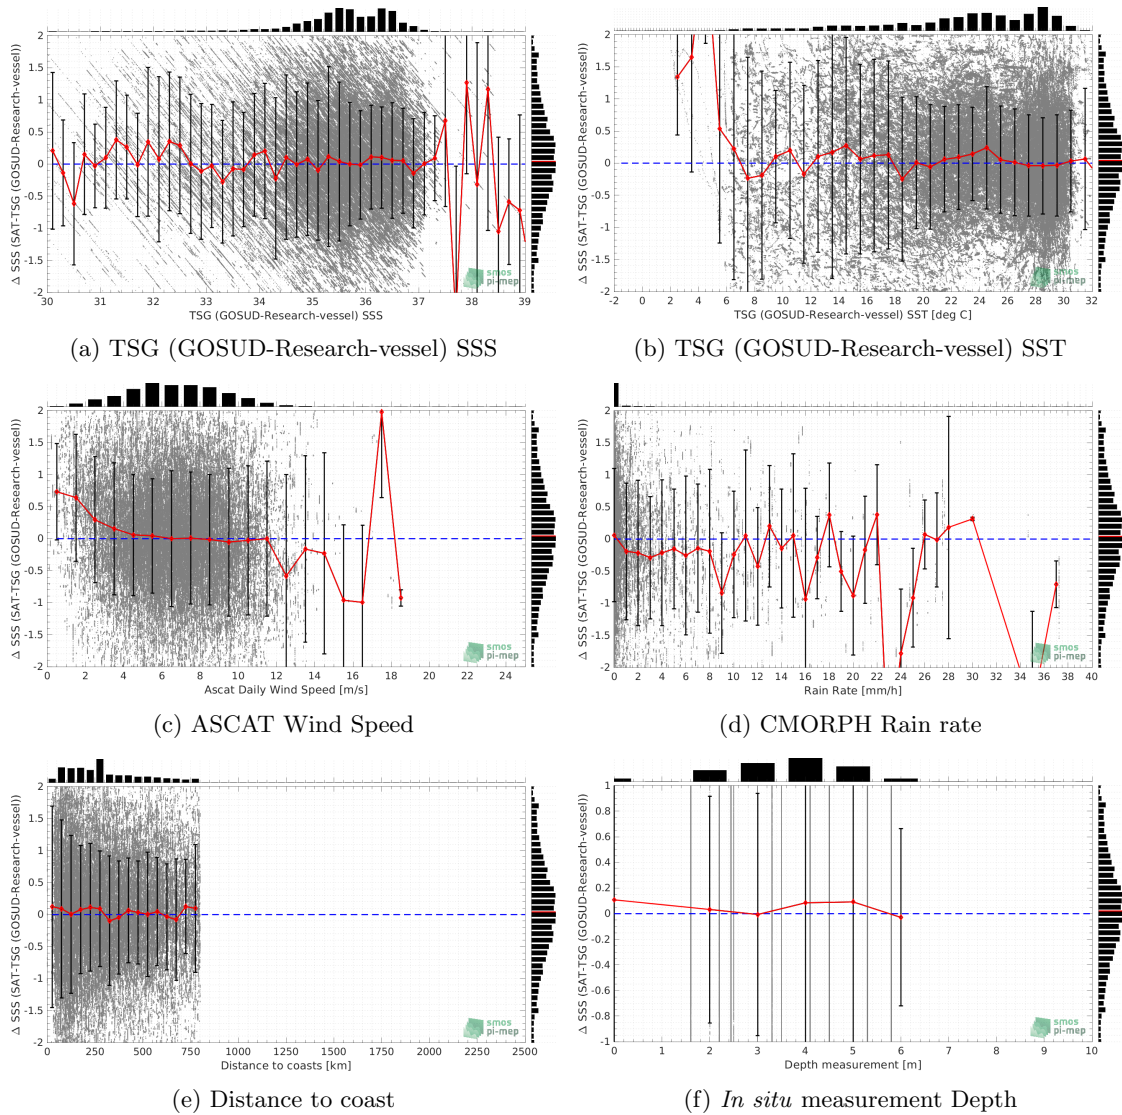 Δ SSS (SAT-TSG (GOSUD-Research-vessel))
2
1.5
1
0.5
0
-0.5
-1
-1.5
-2
30 31 32 33 34 35 36 37 38 39
TSG (GOSUD-Research-vessel) SSS
smos
pi-mep
(a) TSG (GOSUD-Research-vessel) SSS
Δ SSS (SAT-TSG (GOSUD-Research-vessel))
2
1.5
1
0.5
0
-0.5
-1
-1.5
-2
-2 0 2 4 6 8 10 12 14 16 18 20 22 24 26 28 30 32
TSG (GOSUD-Research-vessel) SST [deg C]
smos
pi-mep
(b) TSG (GOSUD-Research-vessel) SST
Δ SSS (SAT-TSG (GOSUD-Research-vessel))
2
1.5
1
0.5
0
-0.5
-1
-1.5
-2
0 2 4 6 8 10 12 14 16 18 20 22 24
Ascat Daily Wind Speed [m/s]
smos
pi-mep
(c) ASCAT Wind Speed
Δ SSS (SAT-TSG (GOSUD-Research-vessel))
2
1.5
1
0.5
0
-0.5
-1
-1.5
-2
0 2 4 6 8 10 12 14 16 18 20 22 24 26 28 30 32 34 36 38 40
Rain Rate [mm/h]
smos
pi-mep
(d) CMORPH Rain rate
Δ SSS (SAT-TSG (GOSUD-Research-vessel))
2
1.5
1
0.5
0
-0.5
-1
-1.5
-2
0 250 500 750 1000 1250 1500 1750 2000 2250 2500
Distance to coasts [km]
smos
pi-mep
(e) Distance to coast
Δ SSS (SAT-TSG (GOSUD-Research-vessel))
1
0.8
0.6
0.4
0.2
0
-0.2
-0.4
-0.6
-0.8
-1
0 1 2 3 4 5 6 7 8 9 10
Depth measurement [m]
smos
pi-mep
(f) In situ measurement Depth